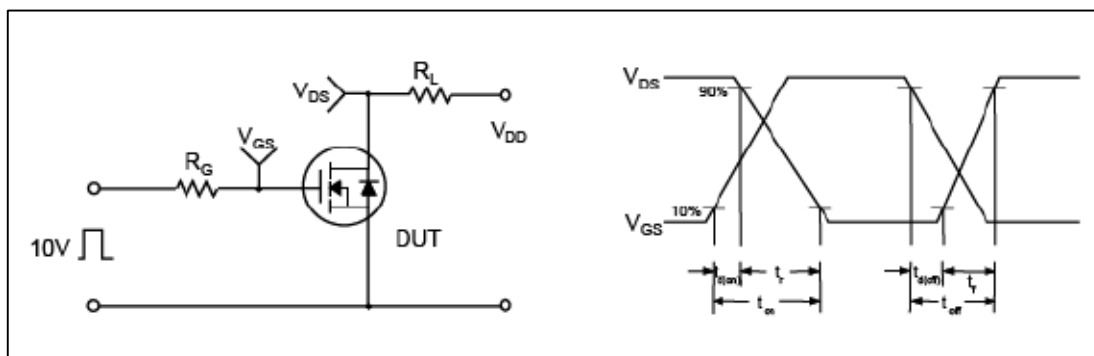 V_DS
R_L
V_DD
V_GS
R_G
10V
DUT
V_DS
90%
10%
V_GS
t_d(on)
t_r
t_on
t_d(off)
t_f
t_off